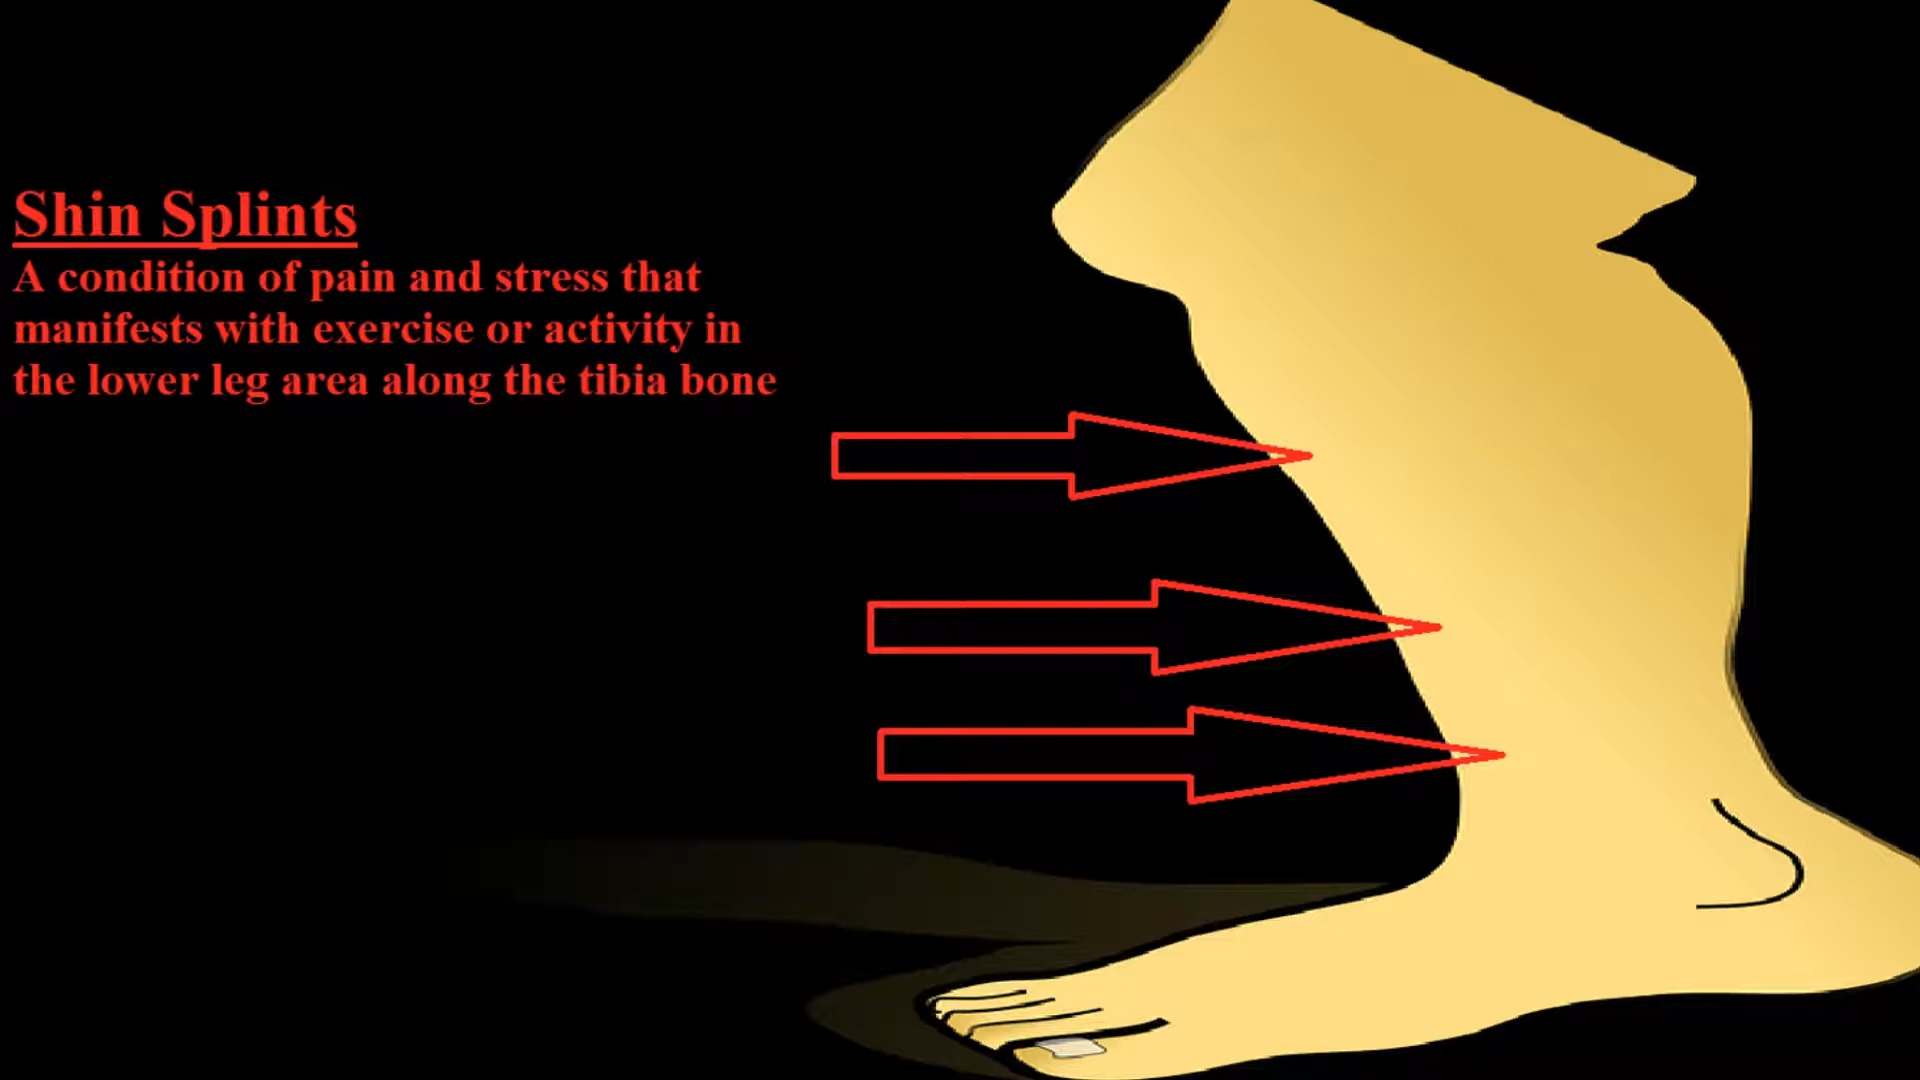 Shin Splints
A condition of pain and stress that
manifests with exercise or activity in
the lower leg area along the tibia bone